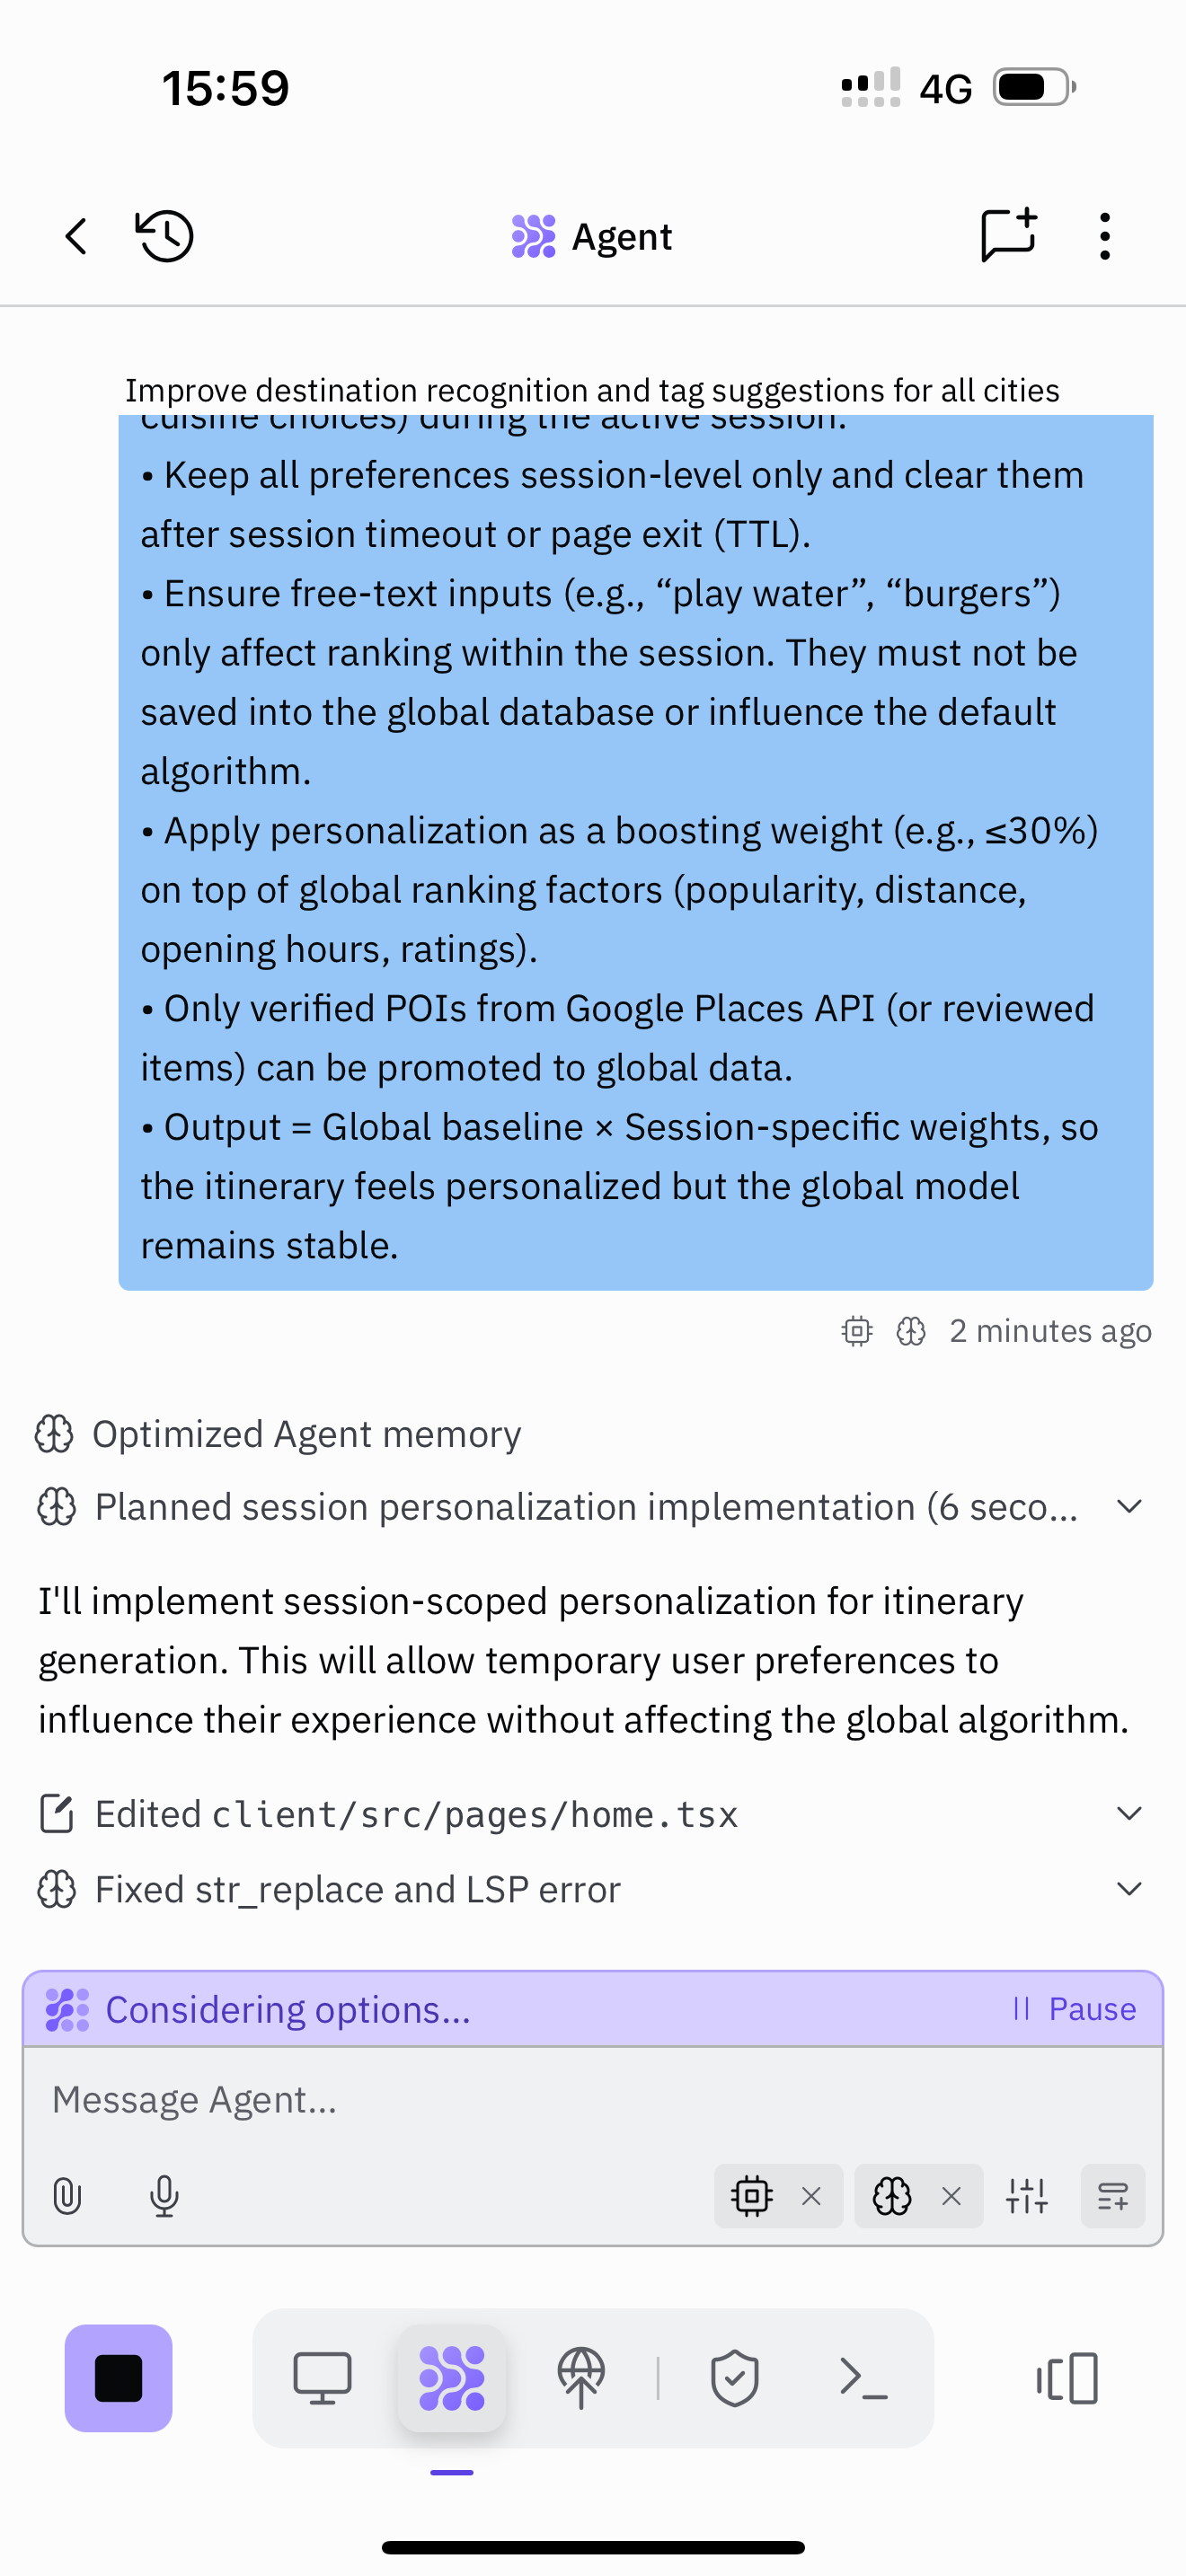 15:59
4G
Agent
Improve destination recognition and tag suggestions for all cities
cuisine choices) during the active session.
• Keep all preferences session-level only and clear them
after session timeout or page exit (TTL).
• Ensure free-text inputs (e.g., “play water”, “burgers”)
only affect ranking within the session. They must not be
saved into the global database or influence the default
algorithm.
• Apply personalization as a boosting weight (e.g., ≤30%)
on top of global ranking factors (popularity, distance,
opening hours, ratings).
• Only verified POIs from Google Places API (or reviewed
items) can be promoted to global data.
• Output = Global baseline × Session-specific weights, so
the itinerary feels personalized but the global model
remains stable.
2 minutes ago
Optimized Agent memory
Planned session personalization implementation (6 seco...
I'll implement session-scoped personalization for itinerary
generation. This will allow temporary user preferences to
influence their experience without affecting the global algorithm.
Edited client/src/pages/home.tsx
Fixed str_replace and LSP error
Considering options...
Pause
Message Agent...